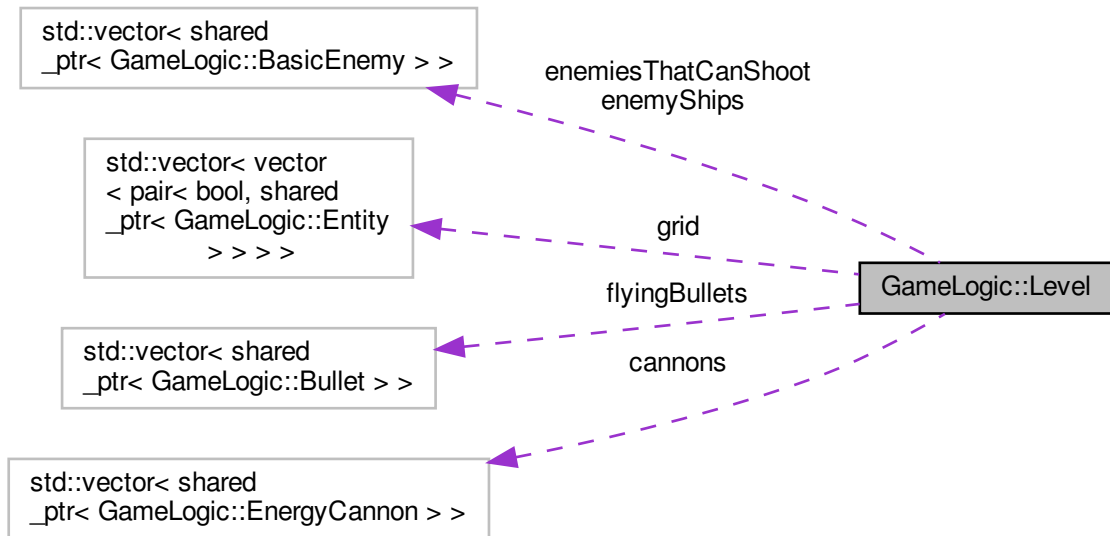 std::vector< shared
_ptr< GameLogic::BasicEnemy > >
enemiesThatCanShoot
enemyShips
std::vector< vector
< pair< bool, shared
_ptr< GameLogic::Entity
> > > >
grid
GameLogic::Level
flyingBullets
std::vector< shared
_ptr< GameLogic::Bullet > >
cannons
std::vector< shared
_ptr< GameLogic::EnergyCannon > >